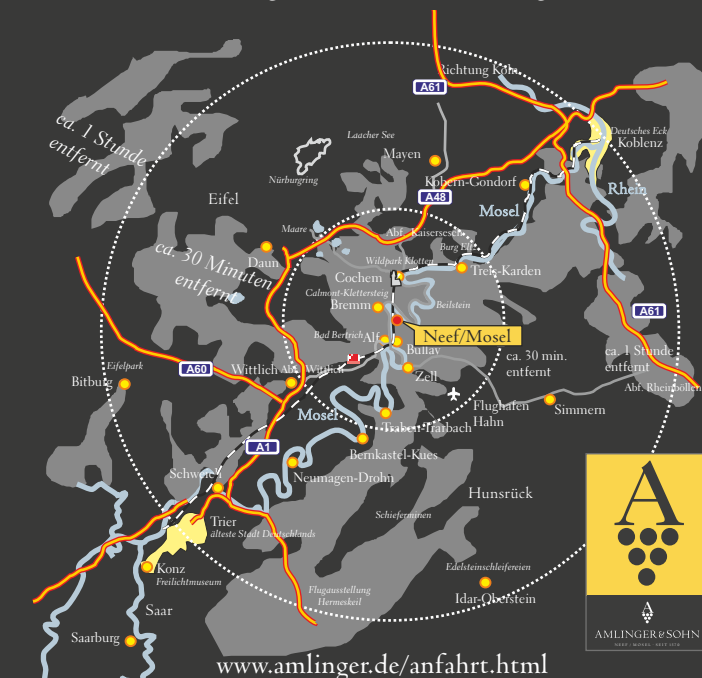 Richtung Köln
A61
ca. 1 Stunde
entfernt
Laacher See
Deutsches Eck
Koblenz
Mayen
Nürburgring
Kobern-Gondorf
Rhein
Eifel
A48
Mosel
Maare
Abf. Kaisersesch
Burg Eltz
ca. 30 Minuten
entfernt
Daun
Wildpark Klotten
Cochem
Treis-Karden
Calmont-Klettersteig
Bremm
Beilstein
A61
Neef/Mosel
Bad Bertrich
Alf
Bullay
ca. 30 min.
entfernt
ca. 1 Stunde
entfernt
Eifelpark
Bitburg
A60
Wittlich
Abf. Wittlich
Zell
Abf. Rheinböllen
Flughafen
Hahn
Simmern
Mosel
Traben-Trarbach
A1
Bernkastel-Kues
Schweich
Neumagen-Drohn
Hunsrück
Trier
älteste Stadt Deutschlands
Schieferminen
Konz
Freilichtmuseum
Edelsteinschleifereien
Idar-Oberstein
Flugausstellung
Hermeskeil
Saar
Saarburg
A
A
AMLINGER & SOHN
www.amlinger.de/anfahrt.html